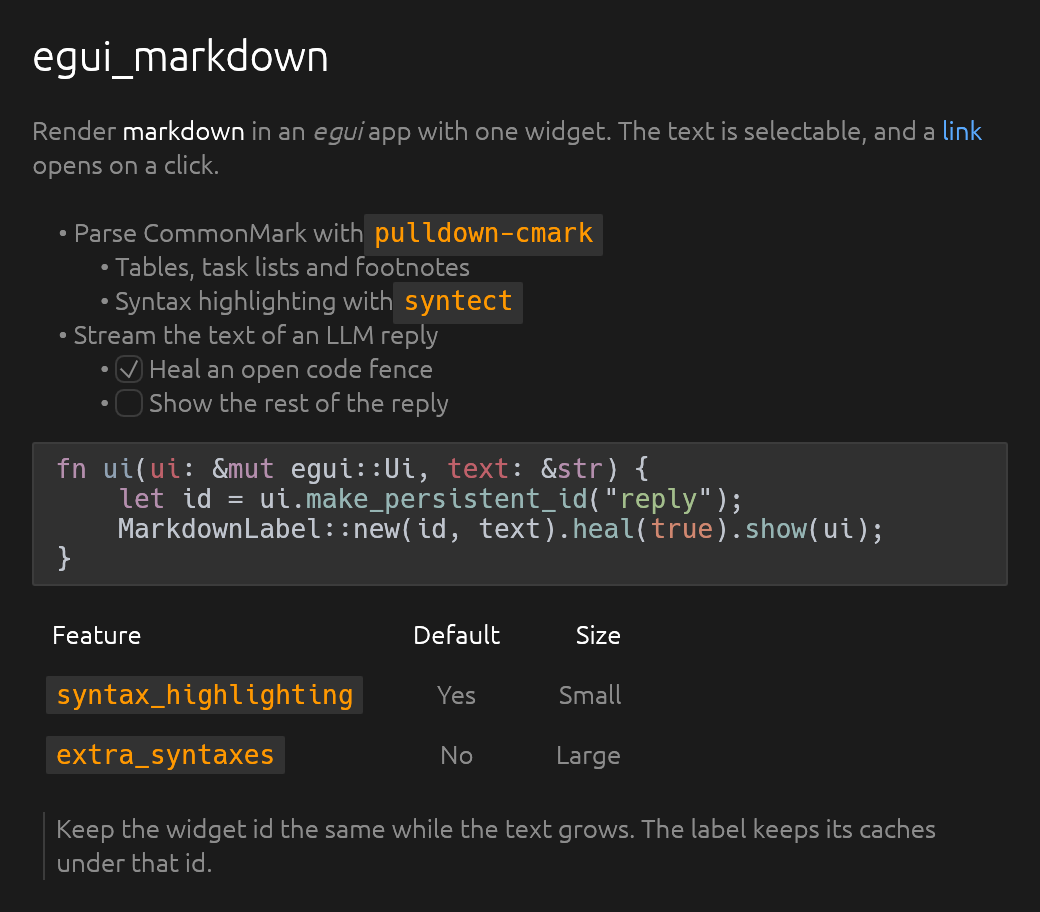 egui_markdown
Render markdown in an egui app with one widget. The text is selectable, and a link
opens on a click.
• Parse CommonMark with pulldown-cmark
• Tables, task lists and footnotes
• Syntax highlighting with syntect
• Stream the text of an LLM reply
• Heal an open code fence
• Show the rest of the reply
fn ui(ui: &mut egui::Ui, text: &str) {
    let id = ui.make_persistent_id("reply");
    MarkdownLabel::new(id, text).heal(true).show(ui);
}
Feature Default Size
syntax_highlighting Yes Small
extra_syntaxes No Large
Keep the widget id the same while the text grows. The label keeps its caches
under that id.